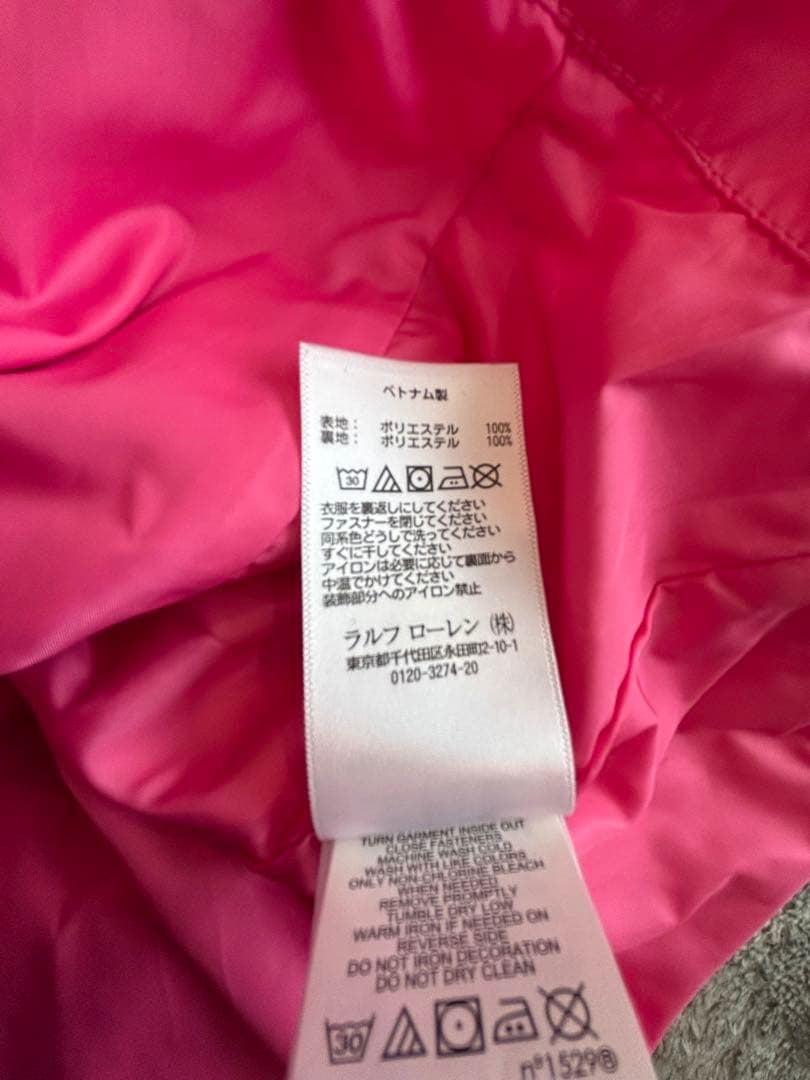 ベトナム製
表地： ポリエステル 100%
裏地： ポリエステル 100%
30
衣服を裏返しにしてください
ファスナーを閉じてください
同系色どうしで洗ってください
すぐに干してください
アイロンは必要に応じて裏面から
中温でかけてください
装飾部分へのアイロン禁止
ラルフ ローレン (株)
東京都千代田区永田町2-10-1
0120-3274-20
TURN GARMENT INSIDE OUT
CLOSE FASTENERS
MACHINE WASH COLD
WASH WITH LIKE COLORS
ONLY NON-CHLORINE BLEACH
WHEN NEEDED
REMOVE PROMPTLY
TUMBLE DRY LOW
WARM IRON IF NEEDED ON
REVERSE SIDE
DO NOT IRON DECORATION
DO NOT DRY CLEAN
30
nº1529®